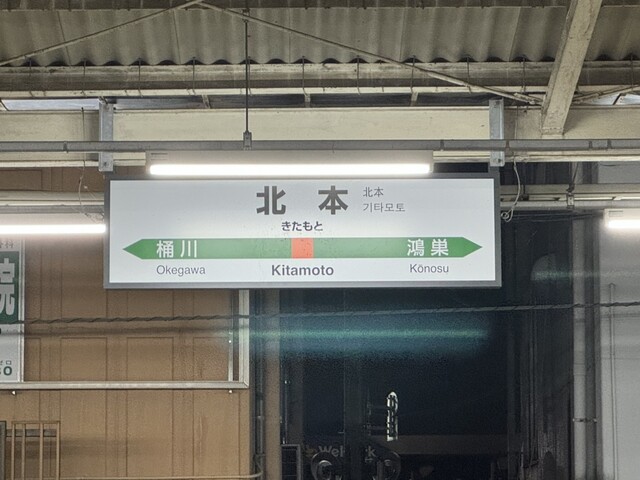 北本
北本
기타모토
きたもと
桶川
鴻巣
Okegawa
Kitamoto
Kōnosu
院